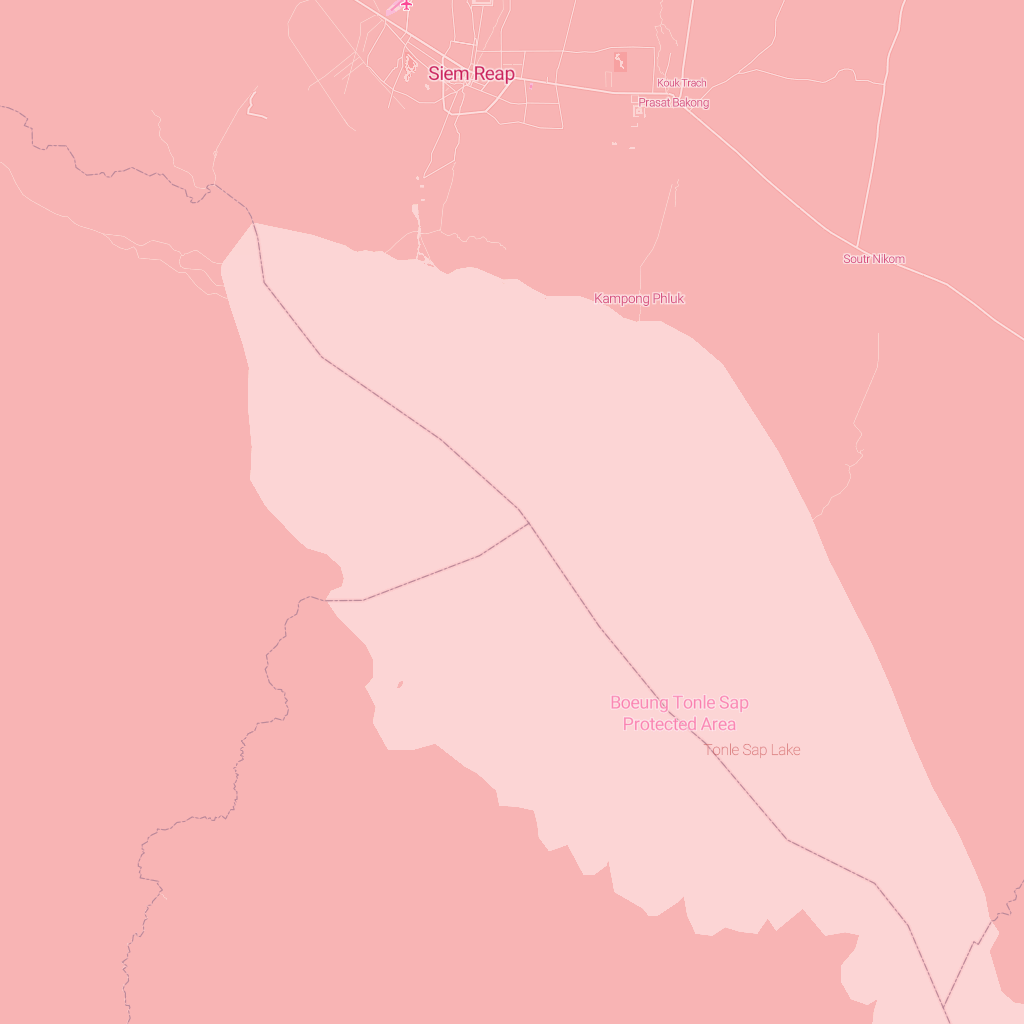 Siem Reap
Kouk Trach
Prasat Bakong
Soutr Nikom
Kampong Phluk
Boeung Tonle Sap
Protected Area
Tonle Sap Lake